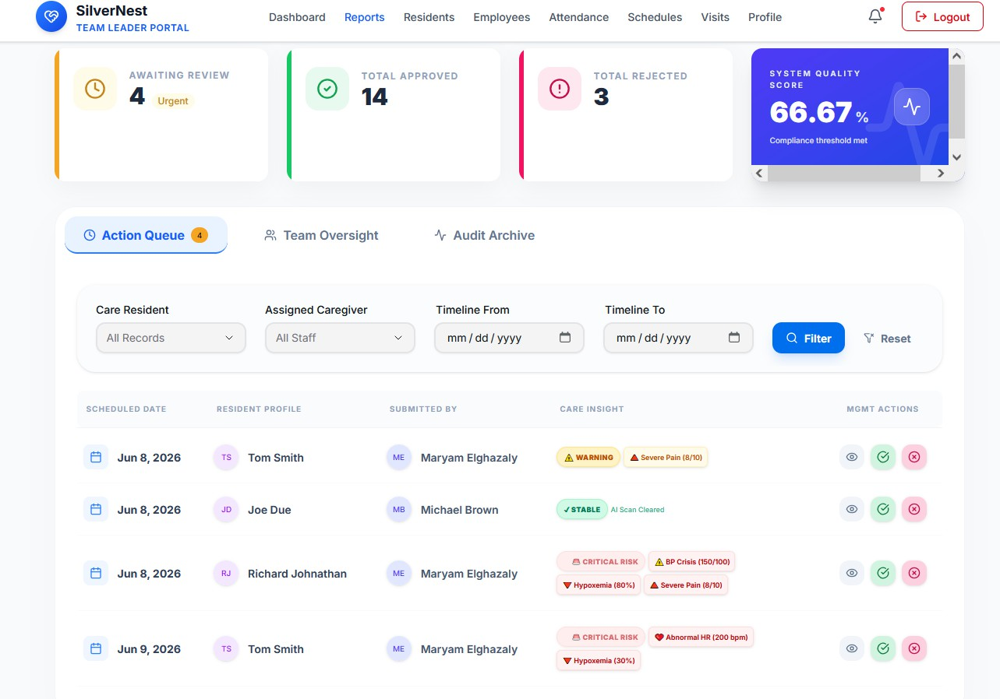 SilverNest
TEAM LEADER PORTAL
Dashboard Reports Residents Employees Attendance Schedules Visits Profile
Logout
AWAITING REVIEW
4 Urgent
TOTAL APPROVED
14
TOTAL REJECTED
3
SYSTEM QUALITY
SCORE
66.67 %
Compliance threshold met
Action Queue 4 Team Oversight Audit Archive
Care Resident Assigned Caregiver Timeline From Timeline To
All Records All Staff mm / dd / yyyy mm / dd / yyyy Filter Reset
SCHEDULED DATE RESIDENT PROFILE SUBMITTED BY CARE INSIGHT MGMT ACTIONS
Jun 8, 2026 TS Tom Smith ME Maryam Elghazaly WARNING Severe Pain (8/10)
Jun 8, 2026 JD Joe Due MB Michael Brown ✓ STABLE AI Scan Cleared
Jun 8, 2026 RJ Richard Johnathan ME Maryam Elghazaly CRITICAL RISK BP Crisis (150/100)
Hypoxemia (80%) Severe Pain (8/10)
Jun 9, 2026 TS Tom Smith ME Maryam Elghazaly CRITICAL RISK Abnormal HR (200 bpm)
Hypoxemia (30%)